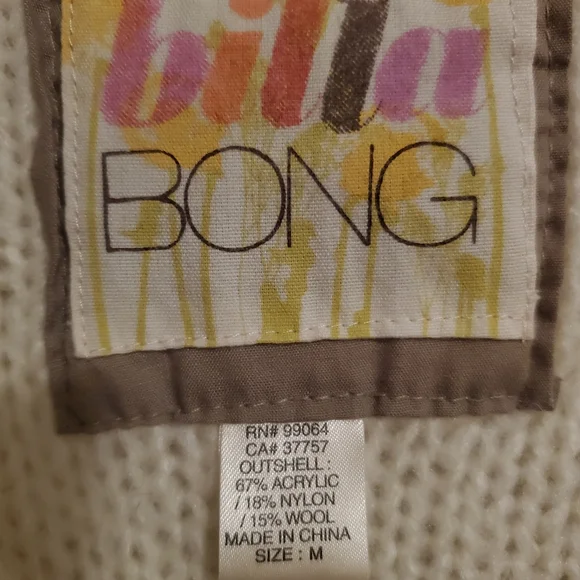 billa
BONG
RN# 99064
CA# 37757
OUTSHELL :
67% ACRYLIC
/ 18% NYLON
/ 15% WOOL
MADE IN CHINA
SIZE : M